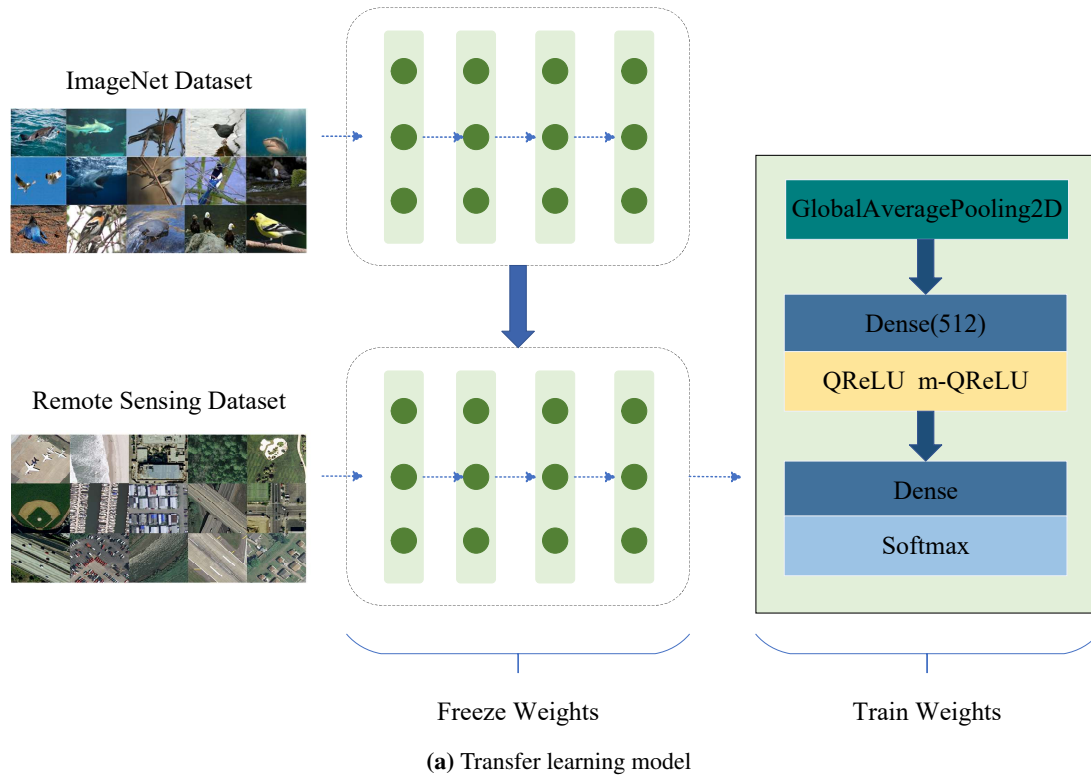 ImageNet Dataset
GlobalAveragePooling2D
Dense(512)
QReLU m-QReLU
Remote Sensing Dataset
Dense
Softmax
Freeze Weights
Train Weights
(a) Transfer learning model